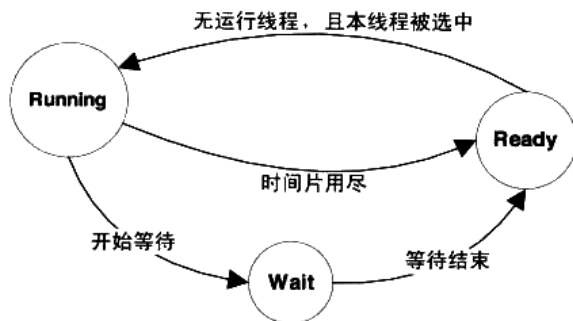 无运行线程，且本线程被选中
Running
Ready
时间片用尽
开始等待
等待结束
Wait